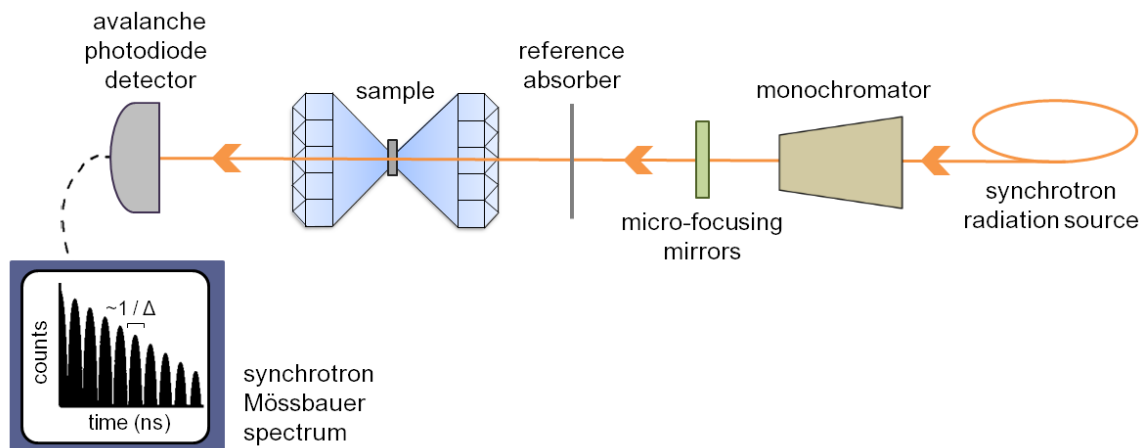 avalanche
photodiode
detector
sample
reference
absorber
monochromator
micro-focusing
mirrors
synchrotron
radiation source
~1 / Δ
counts
time (ns)
synchrotron
Mössbauer
spectrum